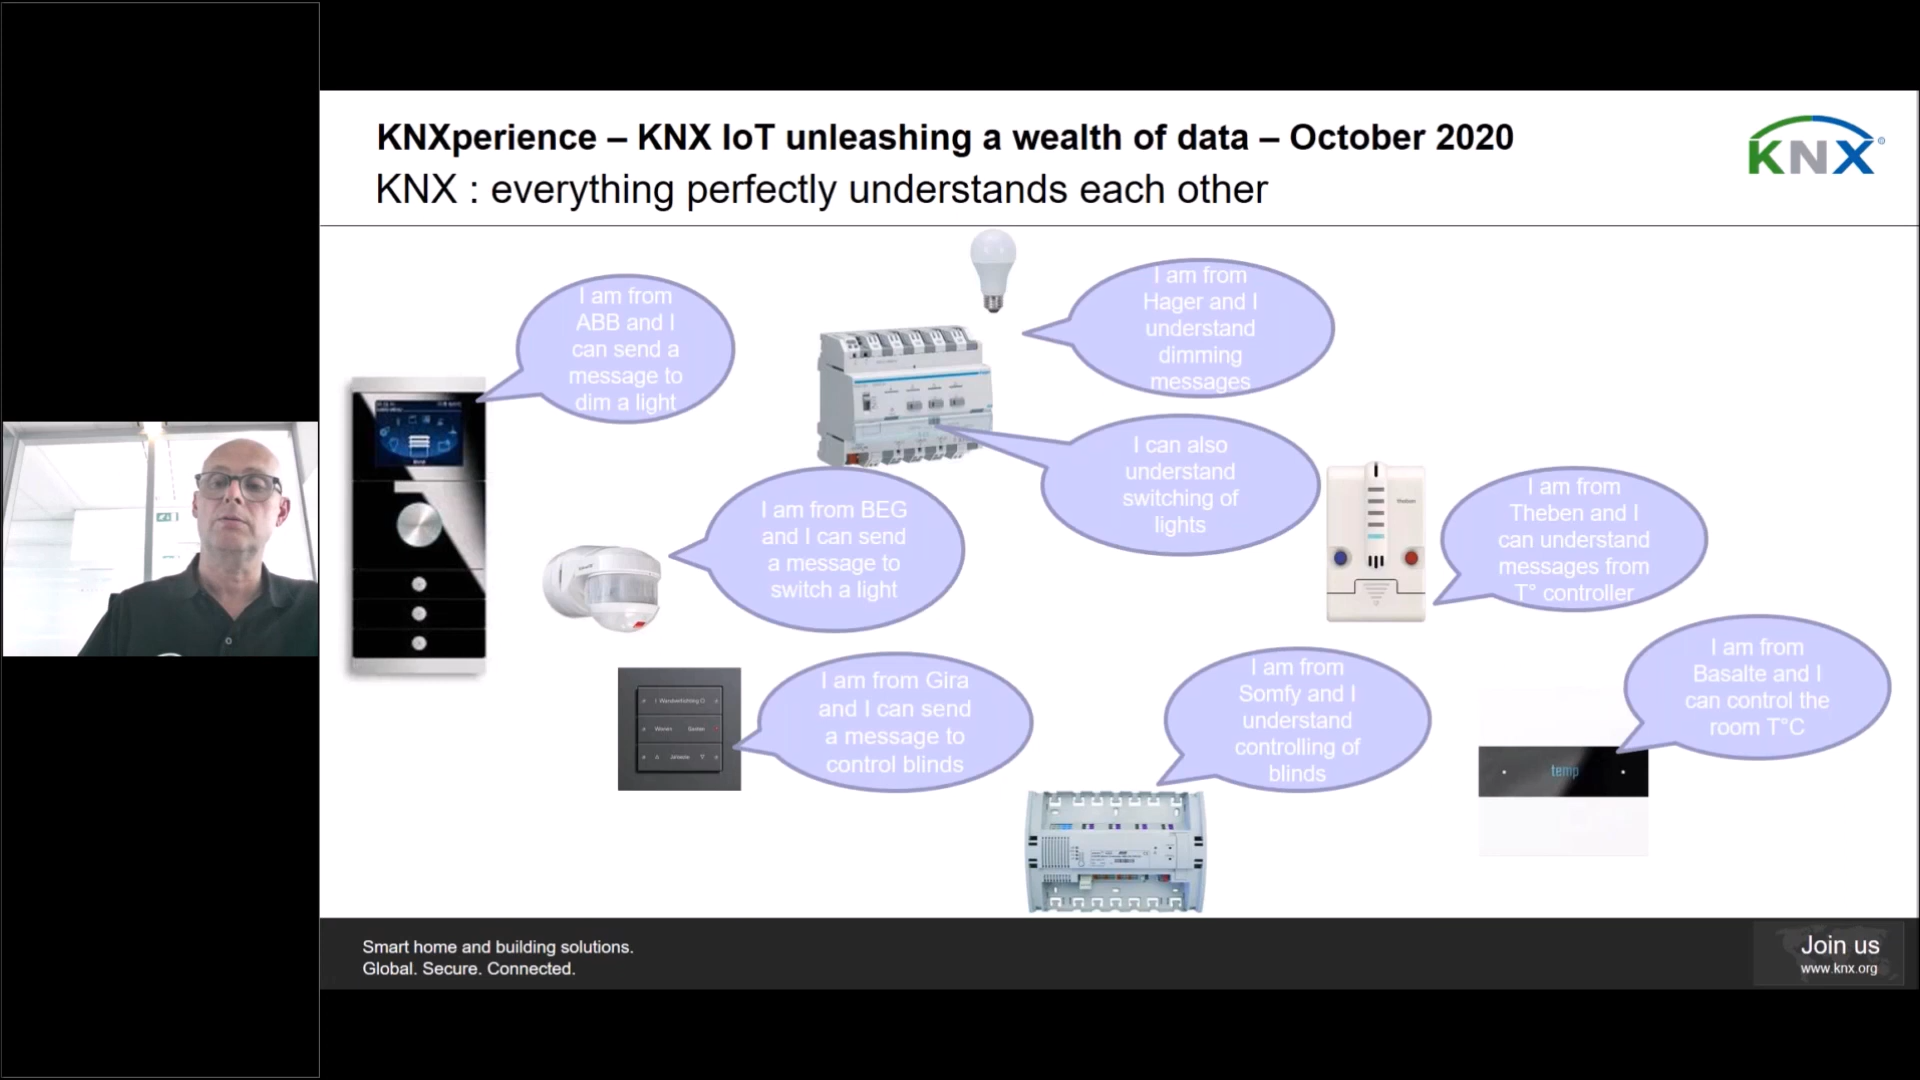 KNXperience – KNX IoT unleashing a wealth of data – October 2020
KNX : everything perfectly understands each other
KNX
I am from
ABB and I
can send a
message to
dim a light
I am from
Hager and I
understand
dimming
messages
I can also
understand
switching of
lights
I am from BEG
and I can send
a message to
switch a light
I am from
Theben and I
can understand
messages from
T° controller
I am from Gira
and I can send
a message to
control blinds
I am from
Somfy and I
understand
controlling of
blinds
I am from
Basalte and I
can control the
room T°C
temp
Smart home and building solutions.
Global. Secure. Connected.
Join us
www.knx.org